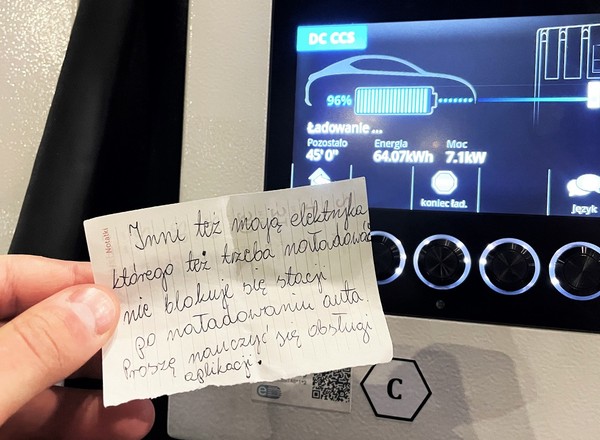 DC CCS
96%
Ładowanie ...
Pozostało Energia Moc
45' 0" 64.07kWh 7.1kW
koniec ład.
Język
Notatki
Inni też mają elektryka
którego też trzeba naładować
nie blokuje się stacji
po naładowaniu auta.
Proszę nauczyć się obsługi
aplikacji.
C